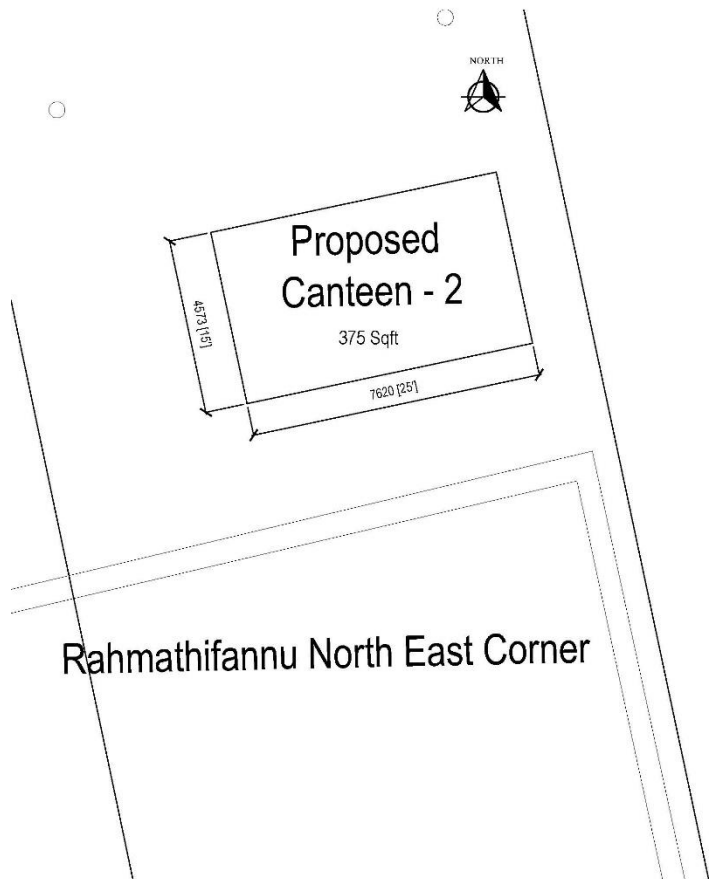 NORTH
Proposed
Canteen - 2
375 Sqft
4573 [15']
7620 [25']
Rahmathifannu North East Corner